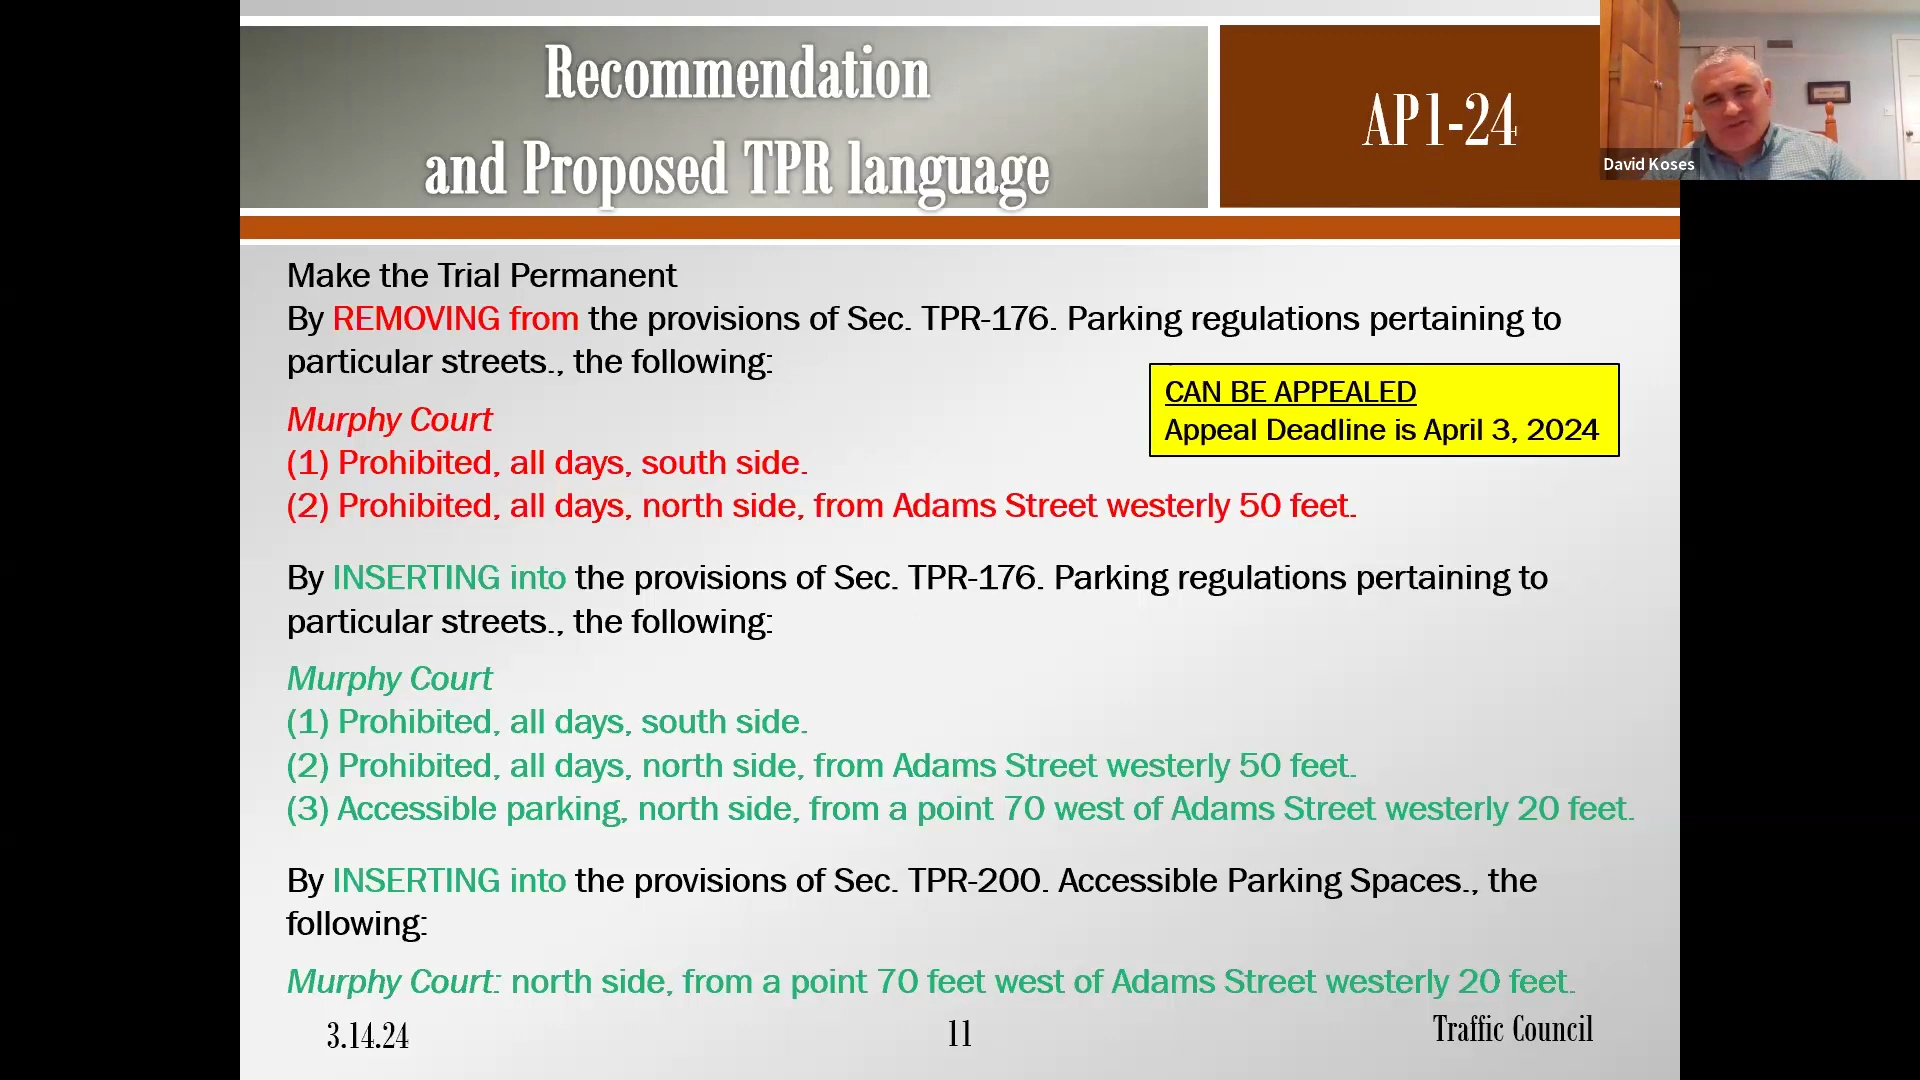 Recommendation
and Proposed TPR language
AP1-24
David Koses
Make the Trial Permanent
By REMOVING from the provisions of Sec. TPR-176. Parking regulations pertaining to
particular streets., the following:
CAN BE APPEALED
Appeal Deadline is April 3, 2024
Murphy Court
(1) Prohibited, all days, south side.
(2) Prohibited, all days, north side, from Adams Street westerly 50 feet.
By INSERTING into the provisions of Sec. TPR-176. Parking regulations pertaining to
particular streets., the following:
Murphy Court
(1) Prohibited, all days, south side.
(2) Prohibited, all days, north side, from Adams Street westerly 50 feet.
(3) Accessible parking, north side, from a point 70 west of Adams Street westerly 20 feet.
By INSERTING into the provisions of Sec. TPR-200. Accessible Parking Spaces., the
following:
Murphy Court: north side, from a point 70 feet west of Adams Street westerly 20 feet.
3.14.24
11
Traffic Council